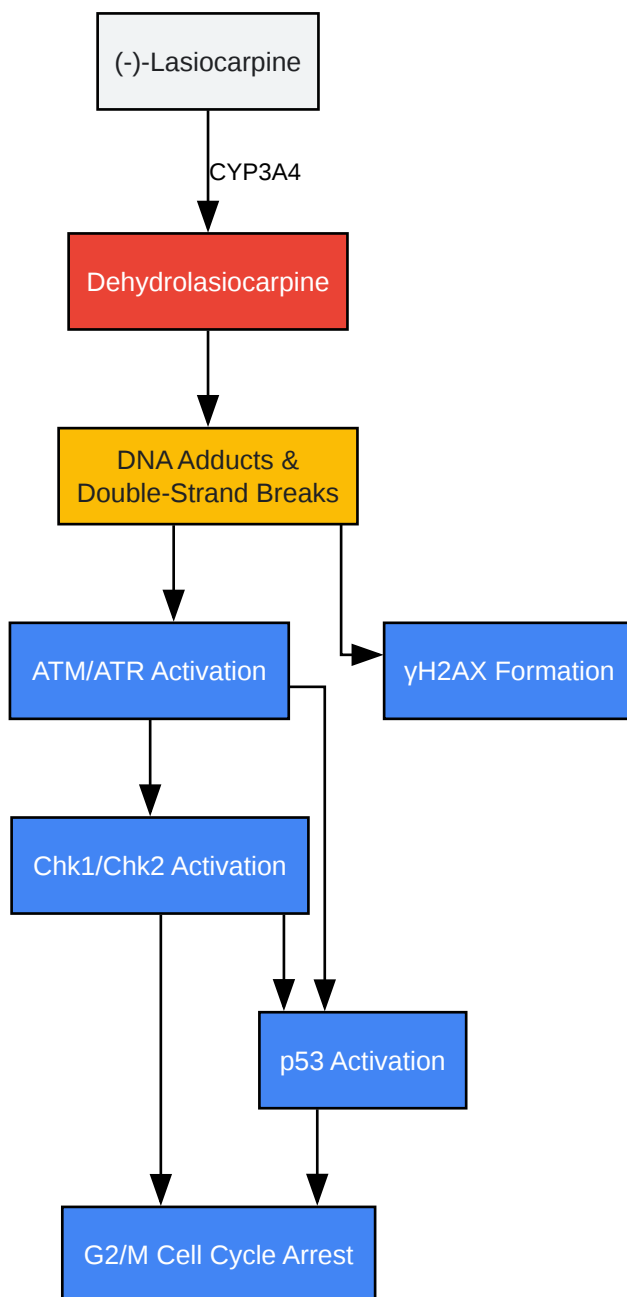 (-)-Lasiocarpine
CYP3A4
Dehydrolasiocarpine
DNA Adducts &
Double-Strand Breaks
ATM/ATR Activation
γH2AX Formation
Chk1/Chk2 Activation
p53 Activation
G2/M Cell Cycle Arrest